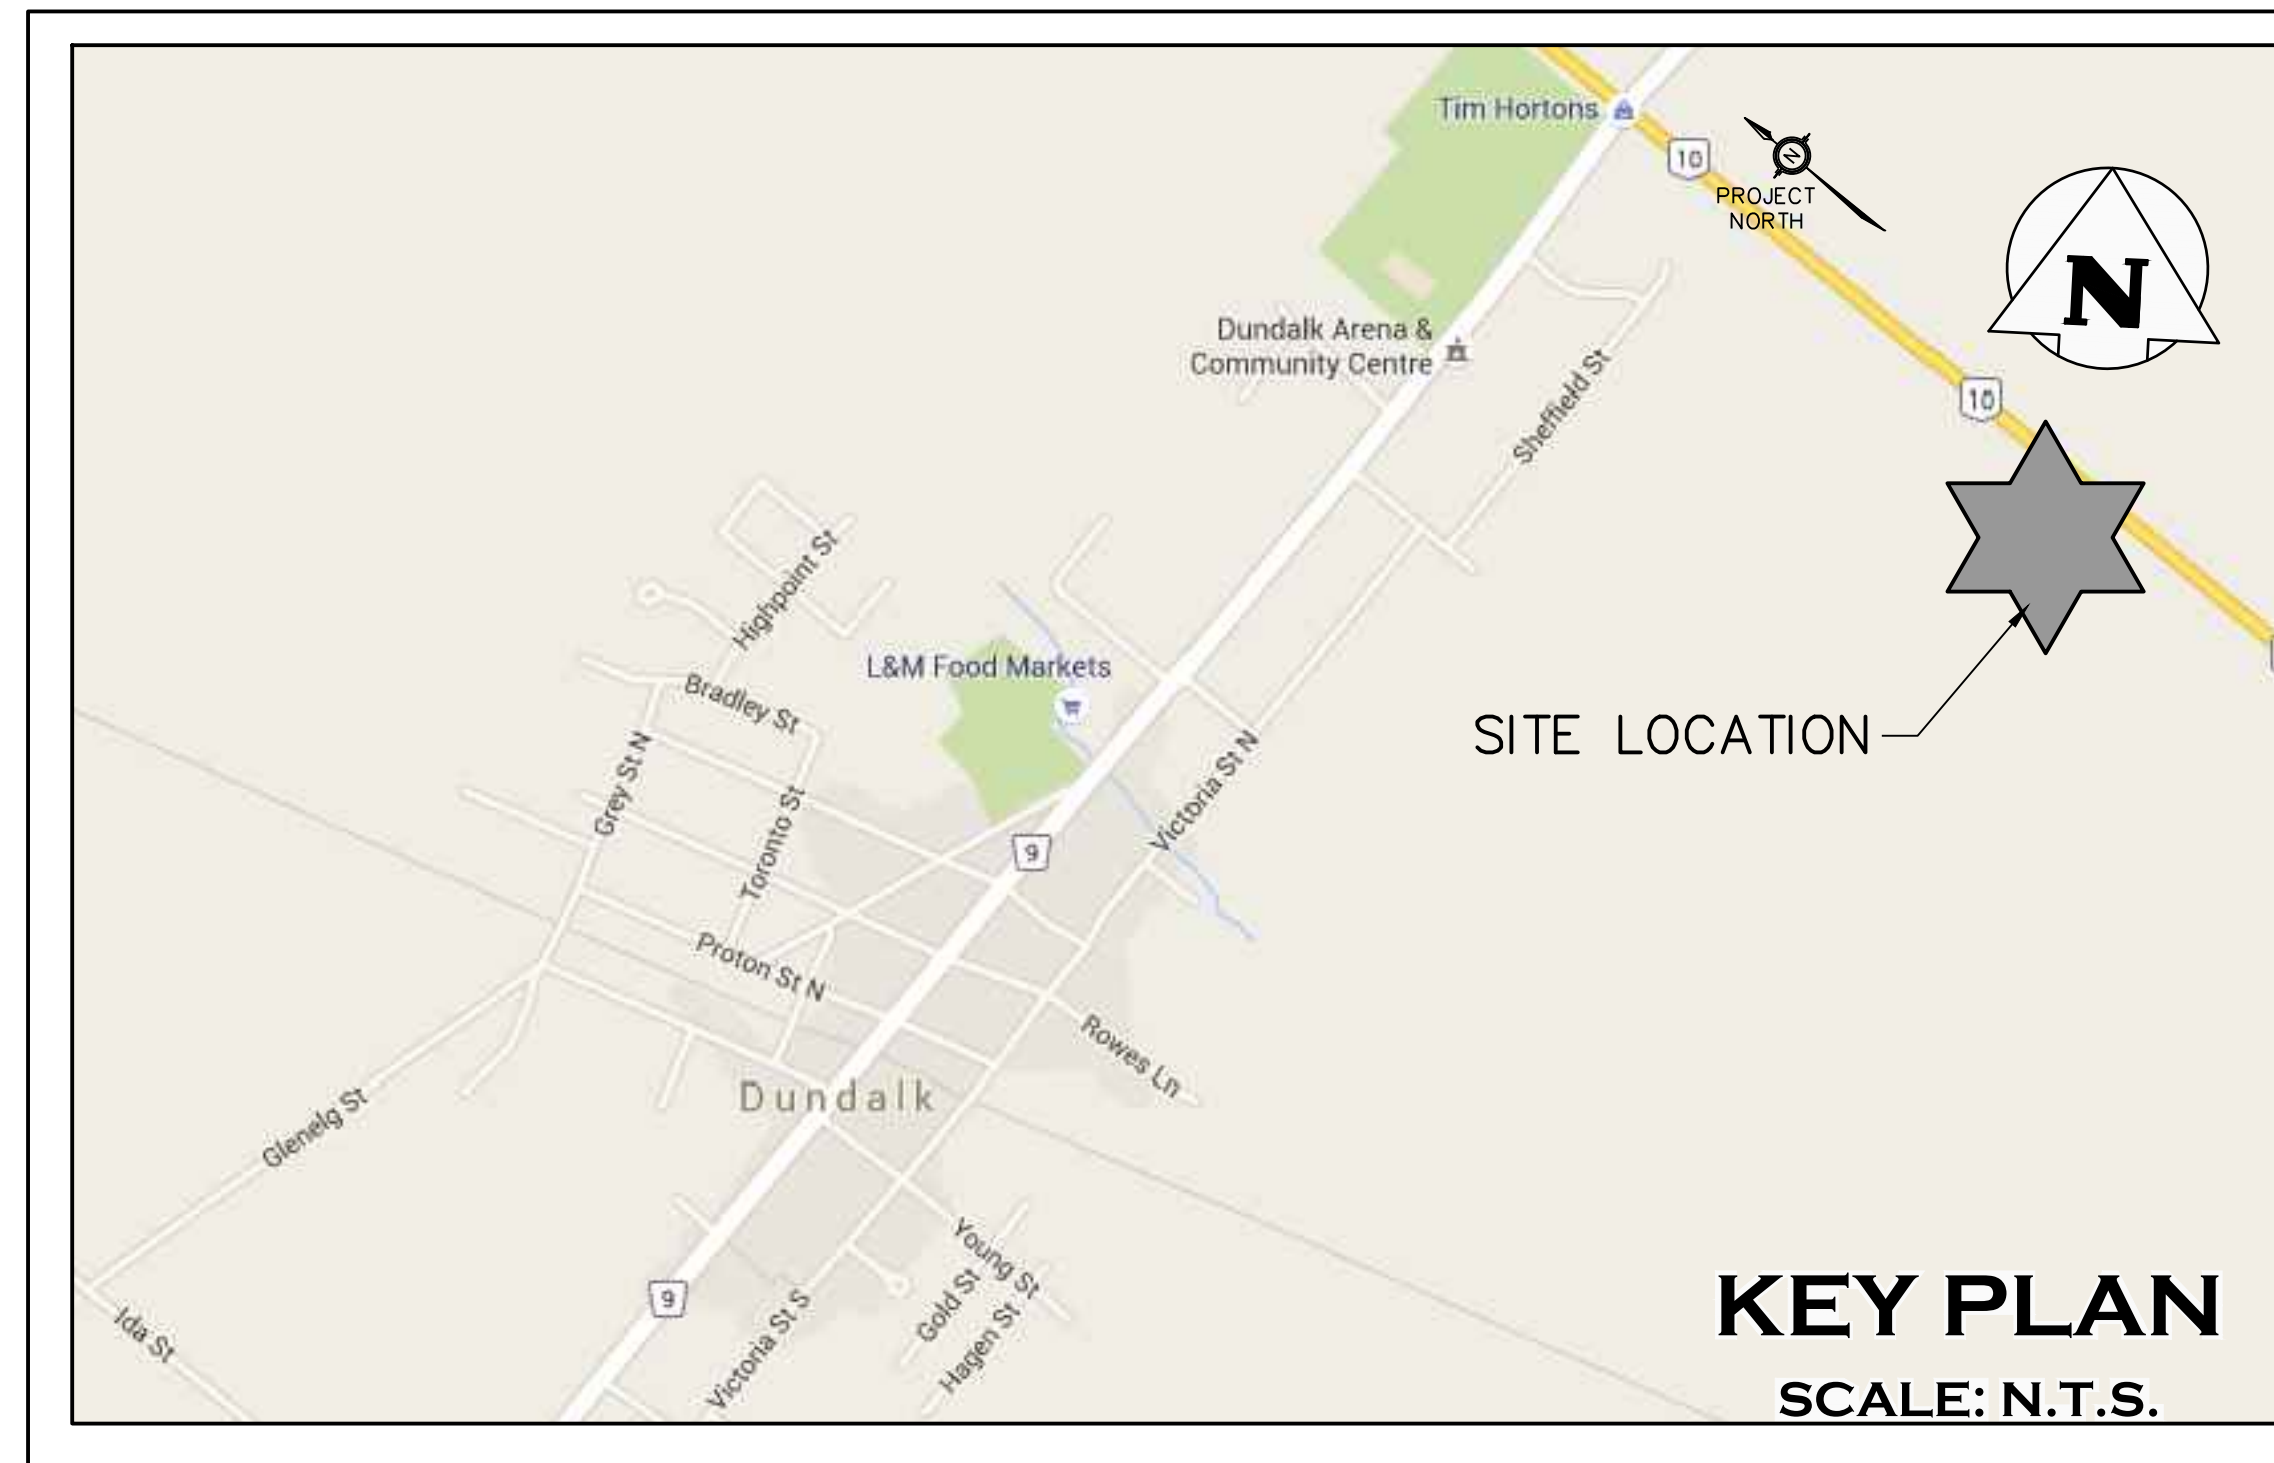 Tim Hortons
10
PROJECT
NORTH
N
N
Dundalk Arena &
Community Centre
10
Sheffield St
Highpoint St
L&M Food Markets
Bradley St
SITE LOCATION
Grey St N
Victoria St N
Toronto St
9
Proton St N
Rowes Ln
Dundalk
Glenelg St
Young St
Gold St
Hagen St
9
Victoria St S
Ida St
KEY PLAN
SCALE: N.T.S.